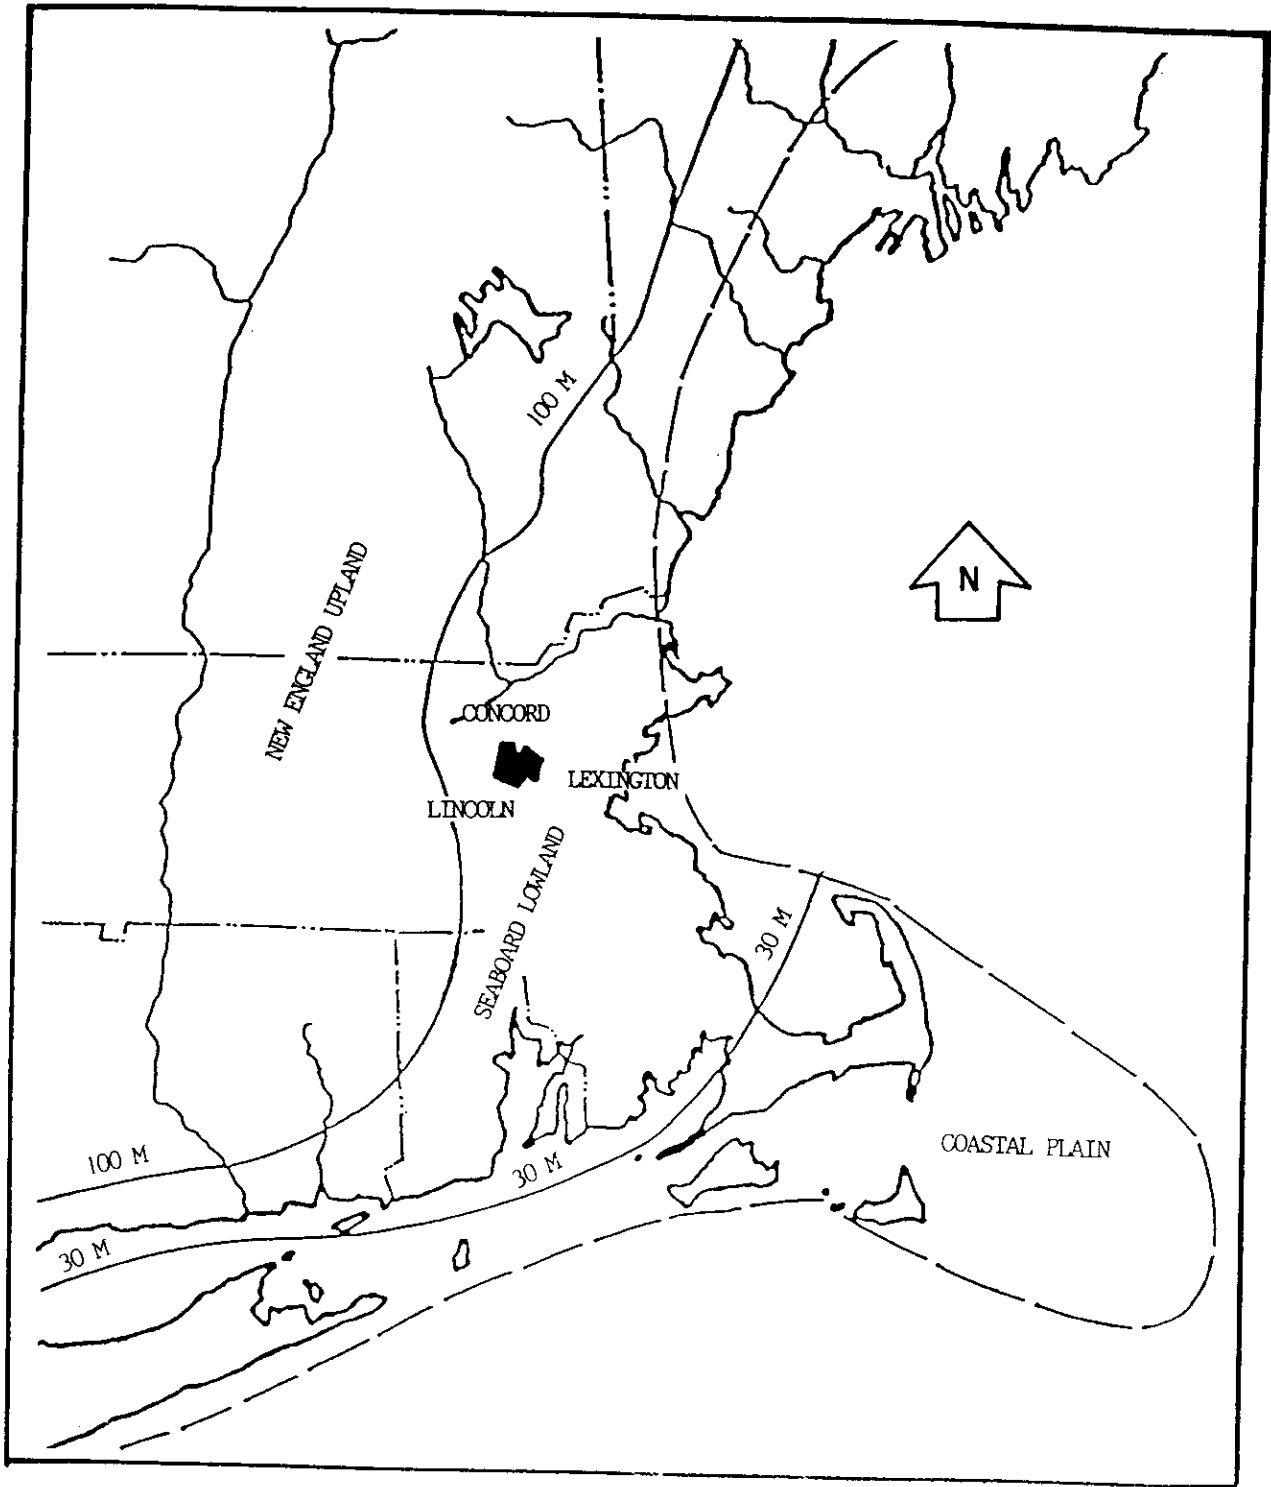 100 M
N
NEW ENGLAND UPLAND
CONCORD
LEXINGTON
LINCOLN
SEABOARD LOWLAND
30 M
COASTAL PLAIN
100 M
30 M
30 M